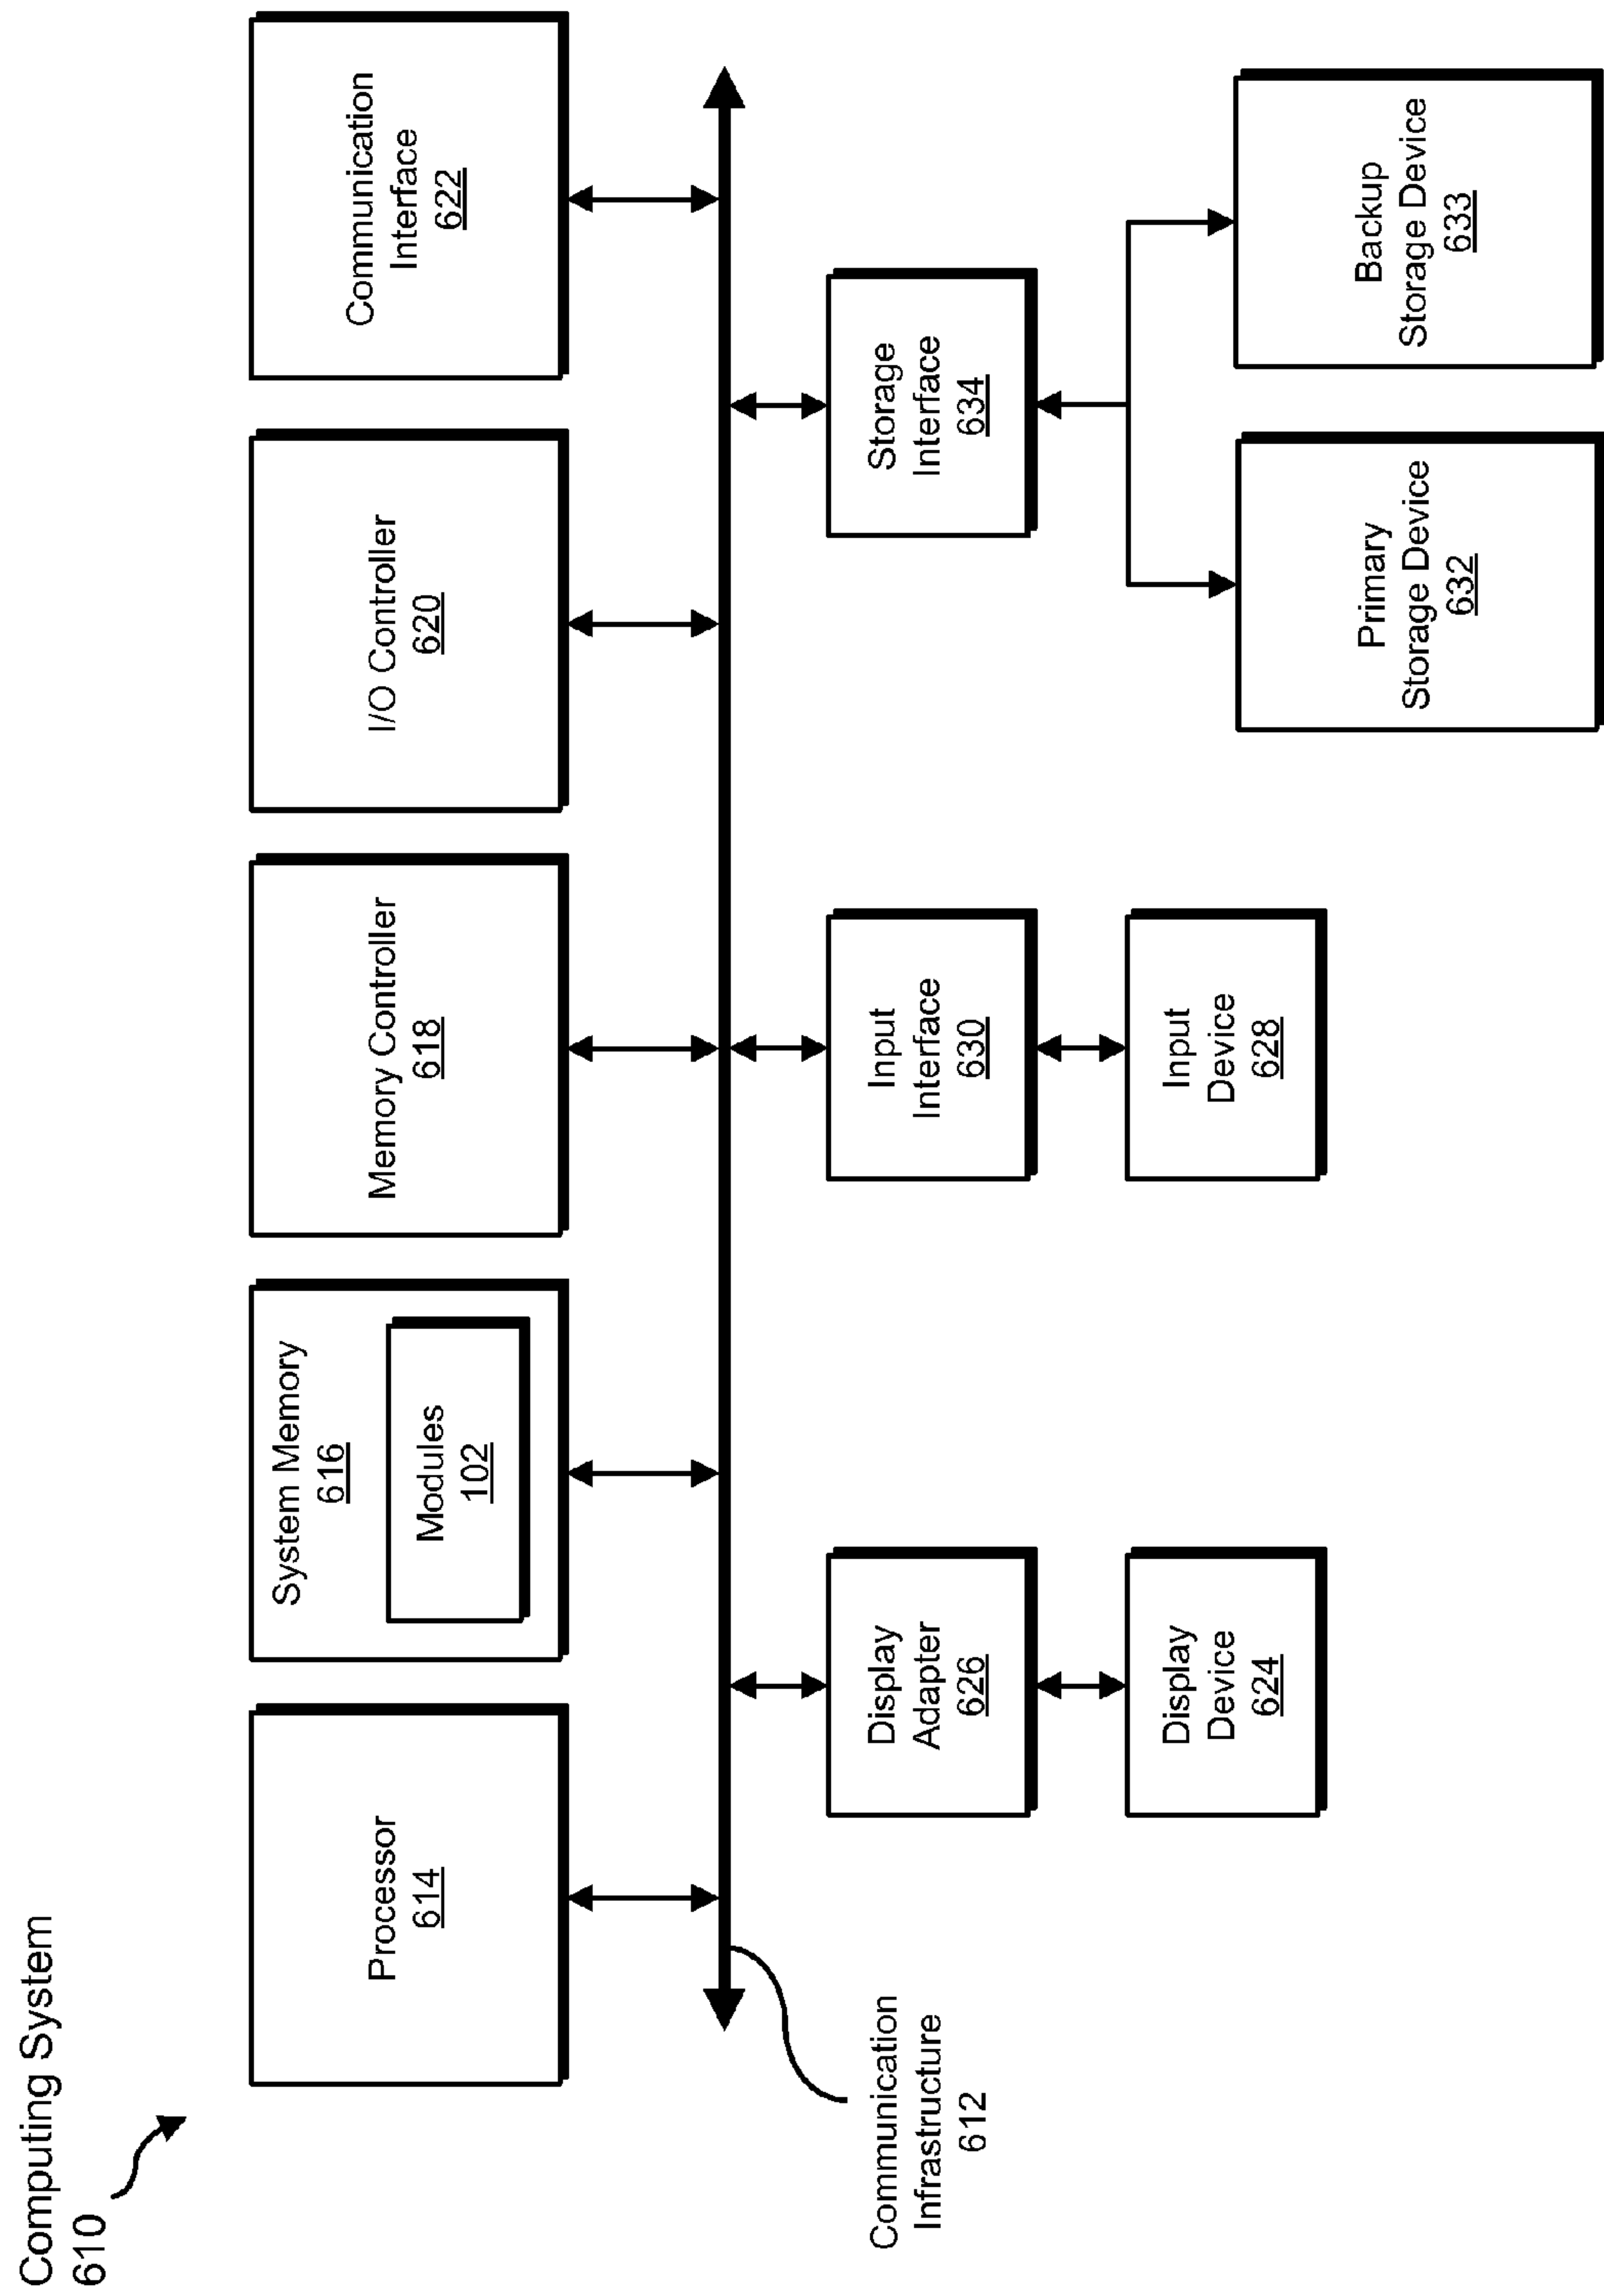 Computing System
610
Processor
614
System Memory
616
Modules
102
Memory Controller
618
I/O Controller
620
Communication
Interface
622
Communication
Infrastructure
612
Display
Adapter
626
Input
Interface
630
Storage
Interface
634
Display
Device
624
Input
Device
628
Primary
Storage Device
632
Backup
Storage Device
633